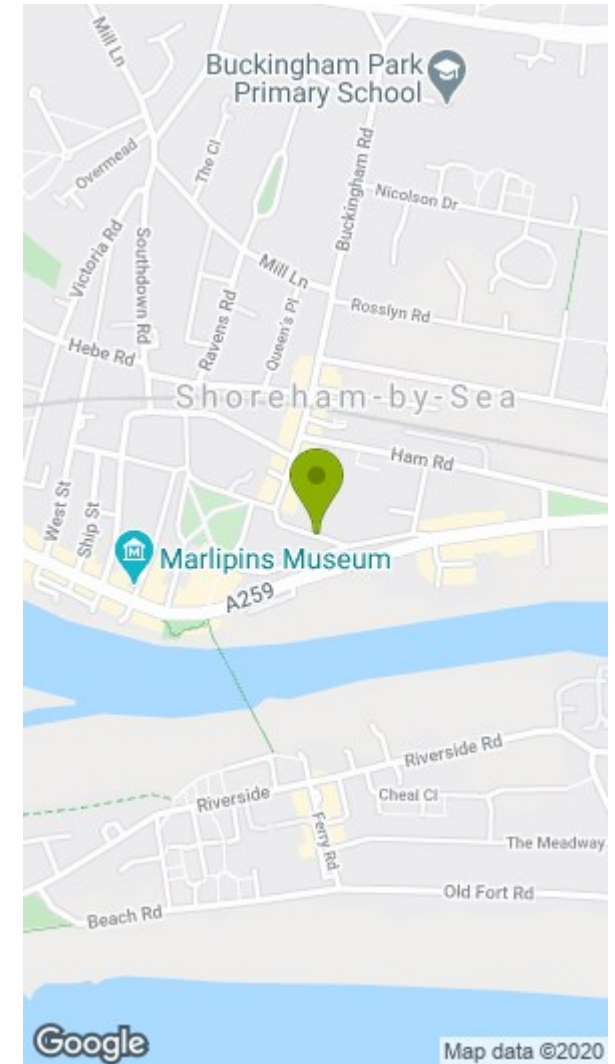 Mill Ln
Buckingham Park
Primary School
Overmead
The Cl
Buckingham Rd
Nicolson Dr
Victoria Rd
Southdown Rd
Mill Ln
Ravens Rd
Queen's Pl
Rosslyn Rd
Hebe Rd
Shoreham-by-Sea
Ham Rd
West St
Ship St
M
Marlipins Museum
A259
Riverside Rd
Riverside
Cheal Cl
Ferry Rd
The Meadway
Old Fort Rd
Beach Rd
Google
Map data ©2020